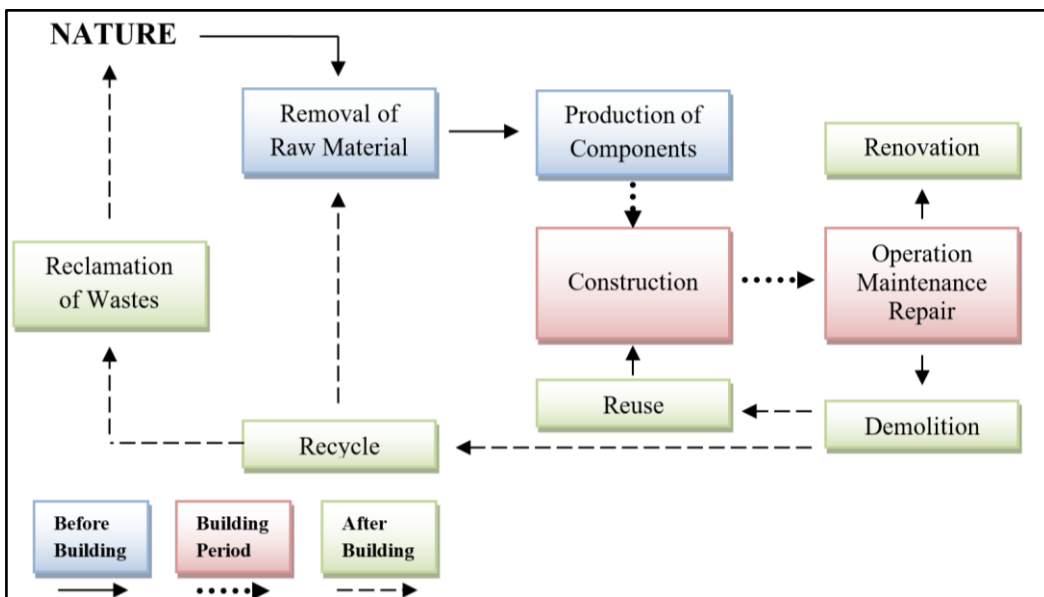 NATURE
Removal of
Raw Material
Production of
Components
Renovation
Reclamation
of Wastes
Construction
Operation
Maintenance
Repair
Reuse
Demolition
Recycle
Before
Building
Building
Period
After
Building